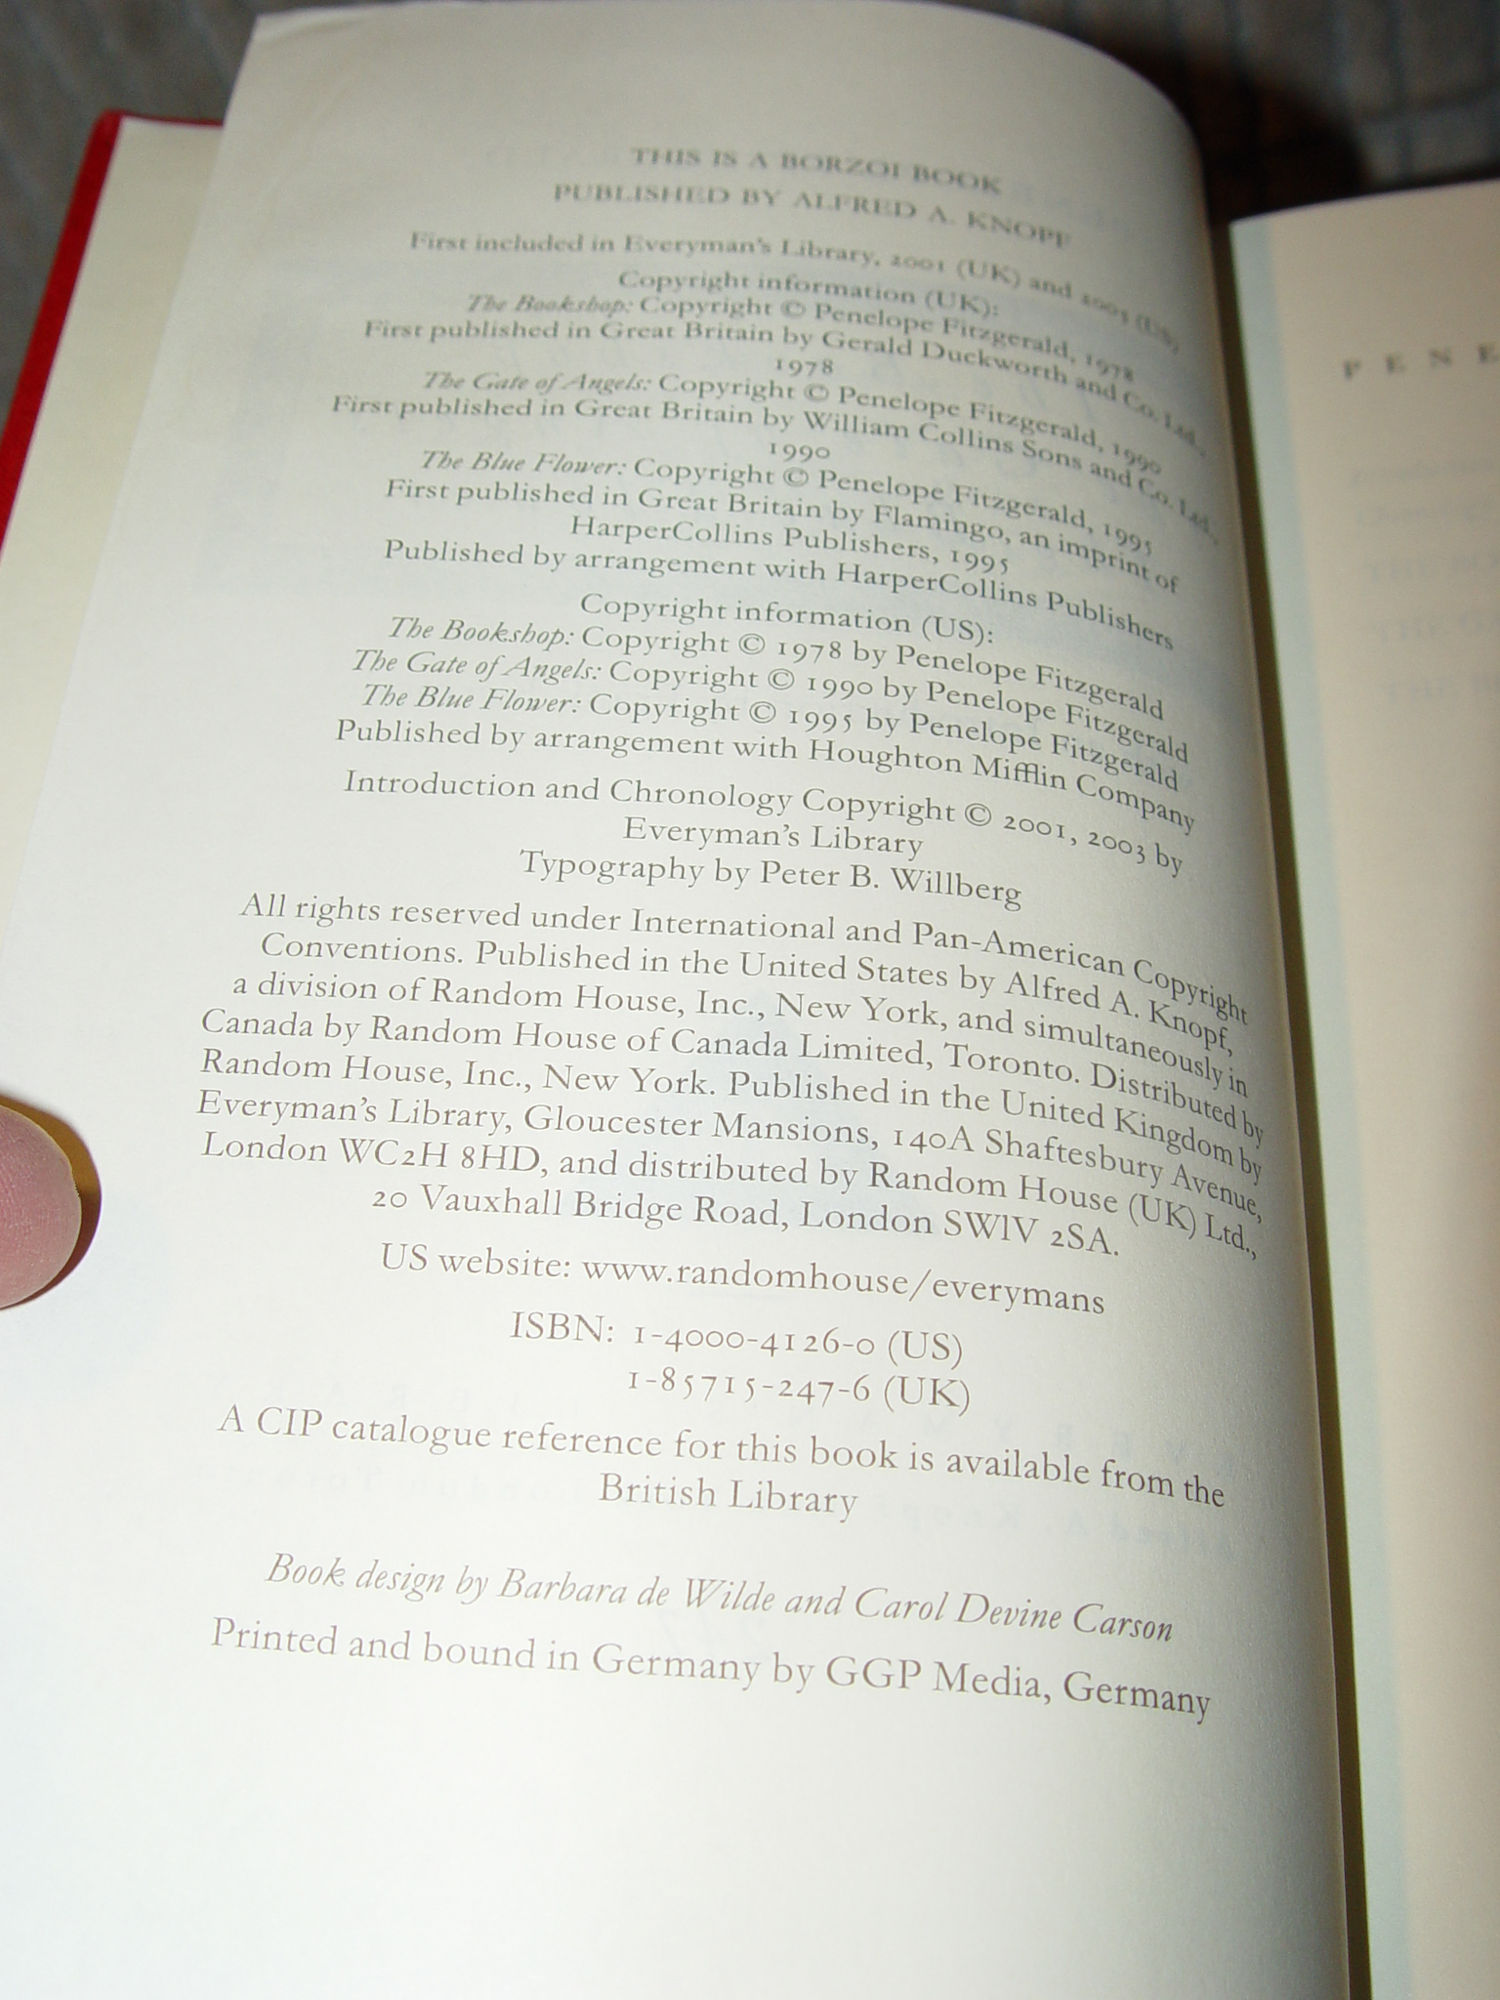 THIS IS A BORZOI BOOK
PUBLISHED BY ALFRED A. KNOPF
First included in Everyman's Library, 2001 (UK) and 2003 (US)
Copyright information (UK):
The Bookshop: Copyright © Penelope Fitzgerald, 1978
First published in Great Britain by Gerald Duckworth and Co. Ltd.,
1978
The Gate of Angels: Copyright © Penelope Fitzgerald, 1990
First published in Great Britain by William Collins Sons and Co. Ltd.,
1990
The Blue Flower: Copyright © Penelope Fitzgerald, 1995
First published in Great Britain by Flamingo, an imprint of
HarperCollins Publishers, 1995
Published by arrangement with HarperCollins Publishers
Copyright information (US):
The Bookshop: Copyright © 1978 by Penelope Fitzgerald
The Gate of Angels: Copyright © 1990 by Penelope Fitzgerald
The Blue Flower: Copyright © 1995 by Penelope Fitzgerald
Published by arrangement with Houghton Mifflin Company
Introduction and Chronology Copyright © 2001, 2003 by
Everyman's Library
Typography by Peter B. Willberg
All rights reserved under International and Pan-American Copyright
Conventions. Published in the United States by Alfred A. Knopf,
a division of Random House, Inc., New York, and simultaneously in
Canada by Random House of Canada Limited, Toronto. Distributed by
Random House, Inc., New York. Published in the United Kingdom by
Everyman's Library, Gloucester Mansions, 140A Shaftesbury Avenue,
London WC2H 8HD, and distributed by Random House (UK) Ltd.,
20 Vauxhall Bridge Road, London SW1V 2SA.
US website: www.randomhouse/everymans
ISBN: 1-4000-4126-0 (US)
1-85715-247-6 (UK)
A CIP catalogue reference for this book is available from the
British Library
Book design by Barbara de Wilde and Carol Devine Carson
Printed and bound in Germany by GGP Media, Germany
PENE